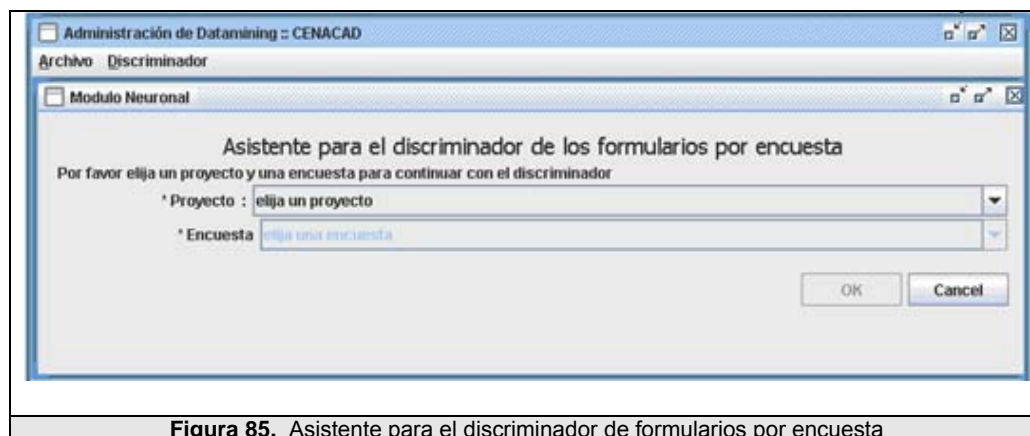 Administración de Datamining :: CENACAD
Archivo Discriminador
Modulo Neuronal
Asistente para el discriminador de los formularios por encuesta
Por favor elija un proyecto y una encuesta para continuar con el discriminador
* Proyecto : elija un proyecto
* Encuesta elija una encuesta
OK Cancel
Figura 85. Asistente para el discriminador de formularios por encuesta